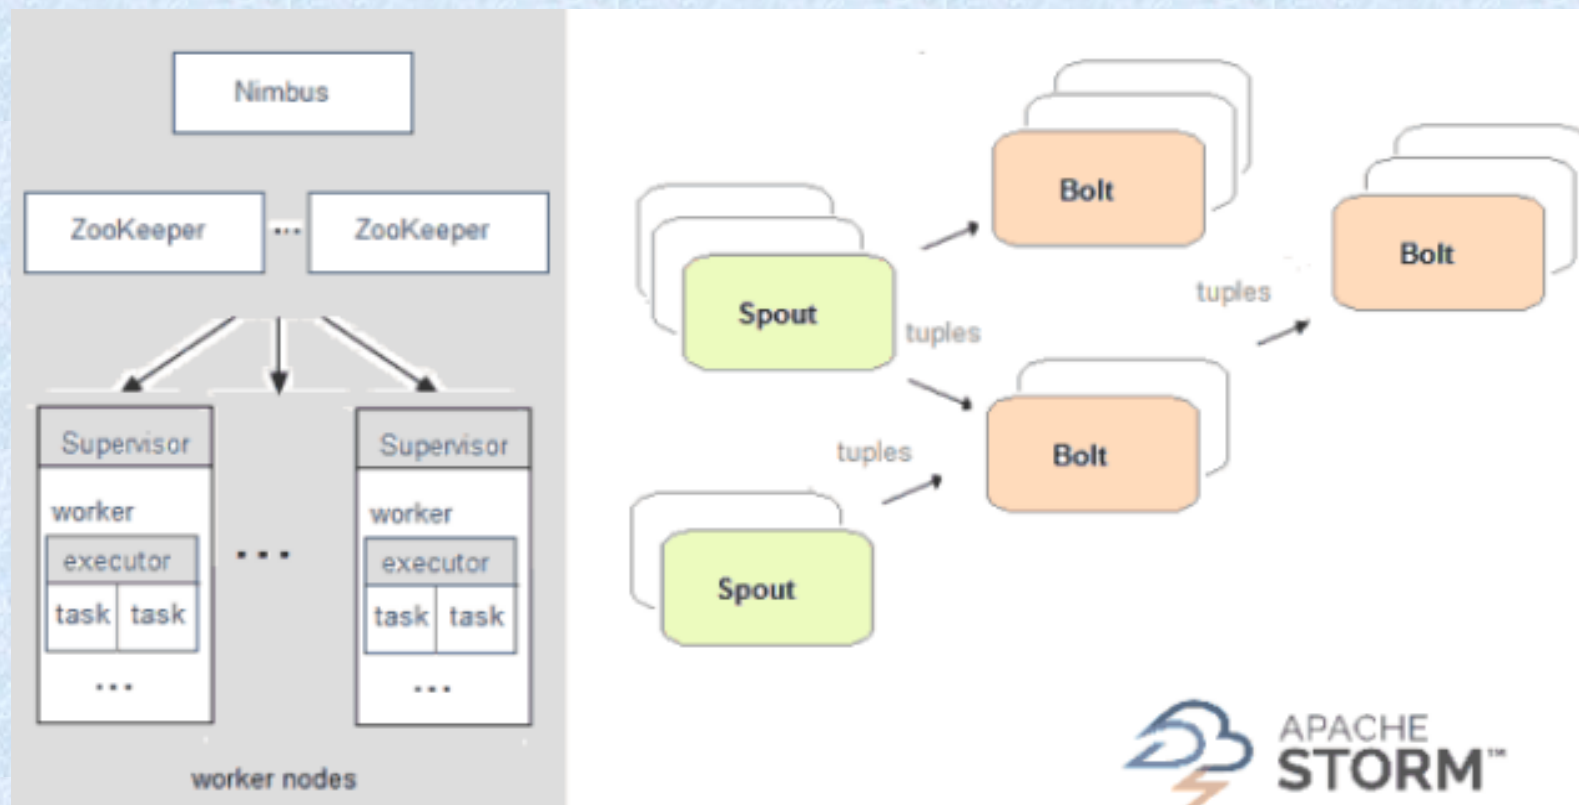 Nimbus
ZooKeeper ... ZooKeeper
Supervisor
worker
executor
task task
...
...
Supervisor
worker
executor
task task
...
worker nodes
Spout
tuples
Bolt
Spout
tuples
Bolt
tuples
Bolt
APACHE
STORM™